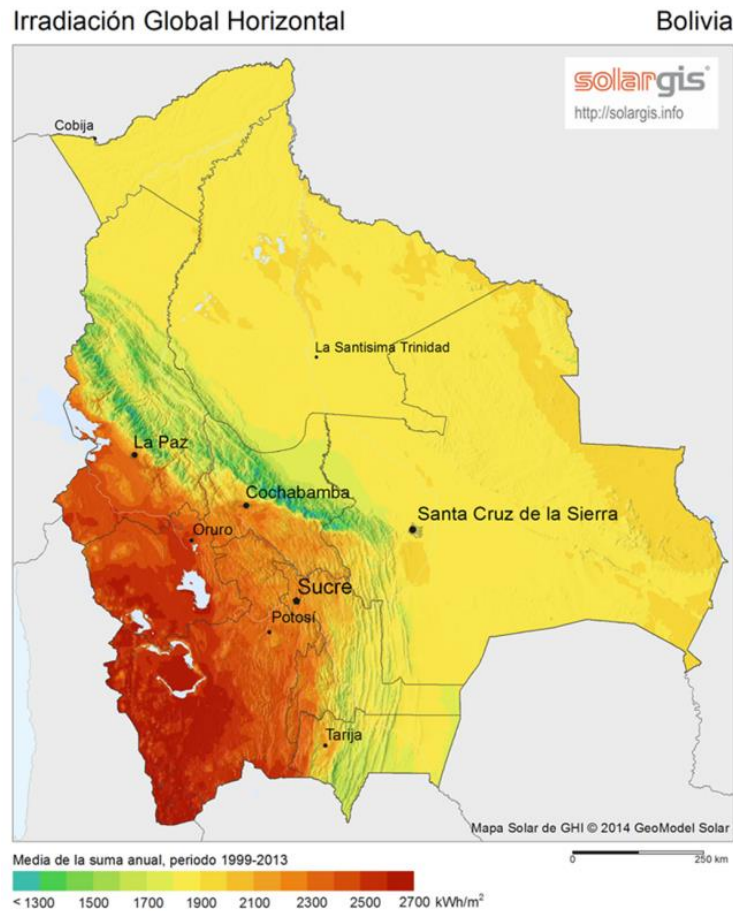 Irradiación Global Horizontal
Bolivia
solargis
http://solargis.info
Cobija
La Santisima Trinidad
La Paz
Cochabamba
Santa Cruz de la Sierra
Oruro
Sucre
Potosí
Tarija
Mapa Solar de GHI © 2014 GeoModel Solar
Media de la suma anual, periodo 1999-2013
0 250 km
< 1300 1500 1700 1900 2100 2300 2500 2700 kWh/m²